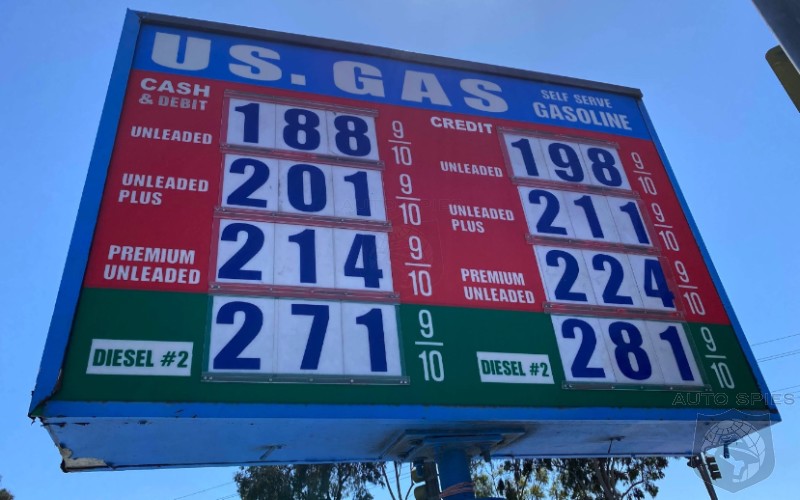 US. GAS
SELF SERVE
GASOLINE
CASH
& DEBIT
UNLEADED 188 9/10
UNLEADED
PLUS 201 9/10
PREMIUM
UNLEADED 214 9/10
DIESEL #2 271 9/10
CREDIT
UNLEADED 198 9/10
UNLEADED
PLUS 211 9/10
PREMIUM
UNLEADED 224 9/10
DIESEL #2 281 9/10
AUTO SPIES